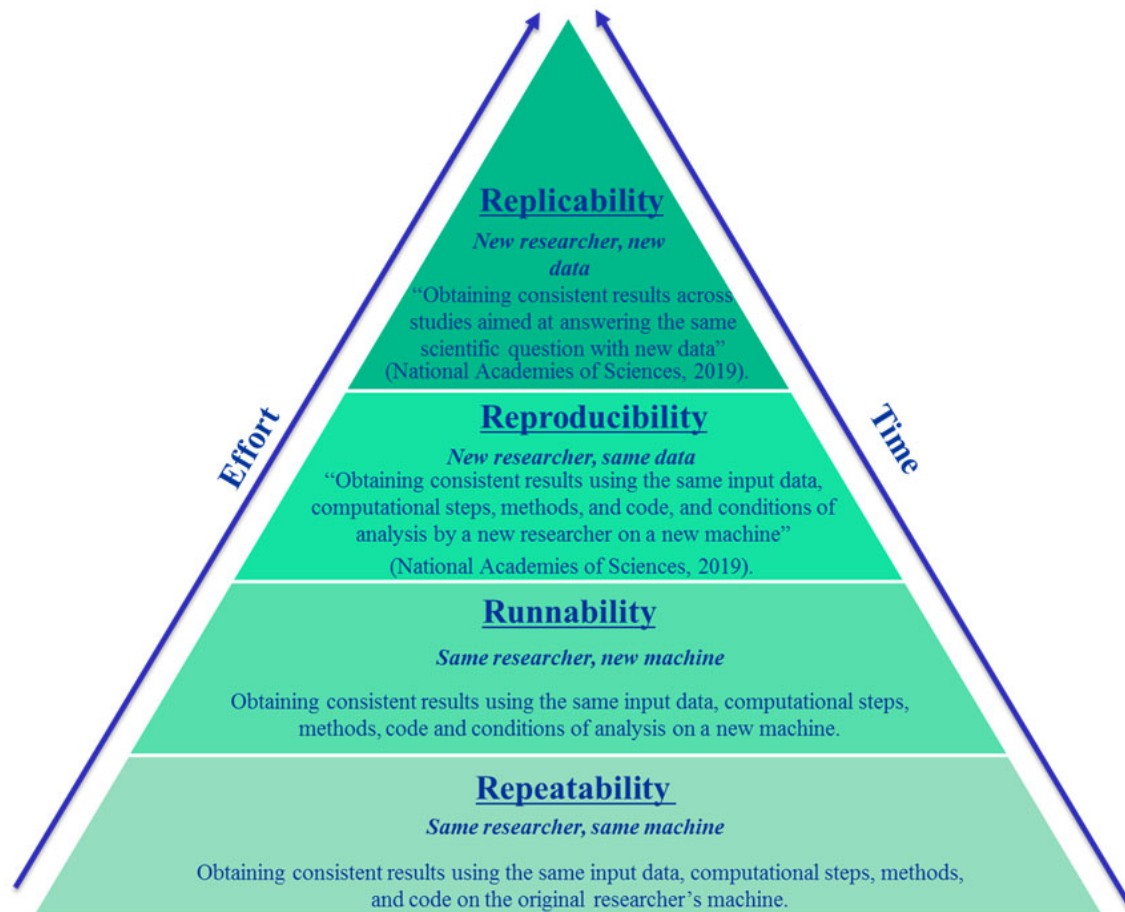 Replicability
New researcher, new
data
“Obtaining consistent results across
studies aimed at answering the same
scientific question with new data”
(National Academies of Sciences, 2019).
Effort
Time
Reproducibility
New researcher, same data
“Obtaining consistent results using the same input data,
computational steps, methods, and code, and conditions of
analysis by a new researcher on a new machine”
(National Academies of Sciences, 2019).
Runnability
Same researcher, new machine
Obtaining consistent results using the same input data, computational steps,
methods, code and conditions of analysis on a new machine.
Repeatability
Same researcher, same machine
Obtaining consistent results using the same input data, computational steps, methods,
and code on the original researcher’s machine.